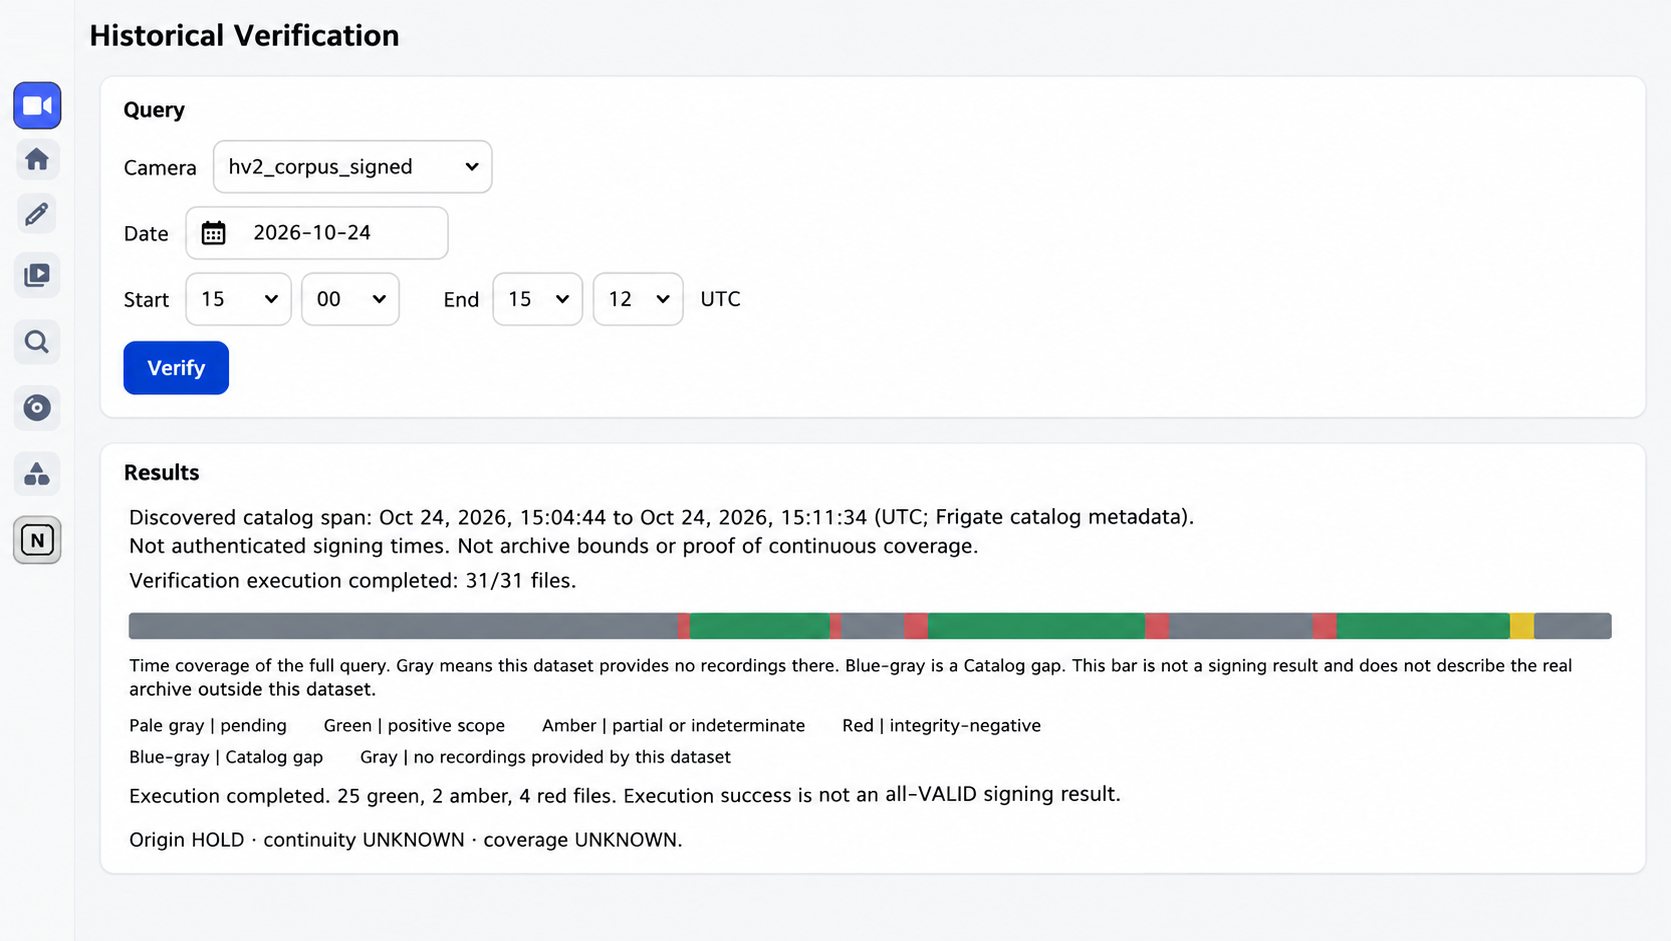 Historical Verification
Query
Camera hv2_corpus_signed
Date 2026-10-24
Start 15 00 End 15 12 UTC
Verify
Results
Discovered catalog span: Oct 24, 2026, 15:04:44 to Oct 24, 2026, 15:11:34 (UTC; Frigate catalog metadata).
Not authenticated signing times. Not archive bounds or proof of continuous coverage.
Verification execution completed: 31/31 files.
Time coverage of the full query. Gray means this dataset provides no recordings there. Blue-gray is a Catalog gap. This bar is not a signing result and does not describe the real
archive outside this dataset.
Pale gray | pending Green | positive scope Amber | partial or indeterminate Red | integrity-negative
Blue-gray | Catalog gap Gray | no recordings provided by this dataset
Execution completed. 25 green, 2 amber, 4 red files. Execution success is not an all-VALID signing result.
Origin HOLD · continuity UNKNOWN · coverage UNKNOWN.
N